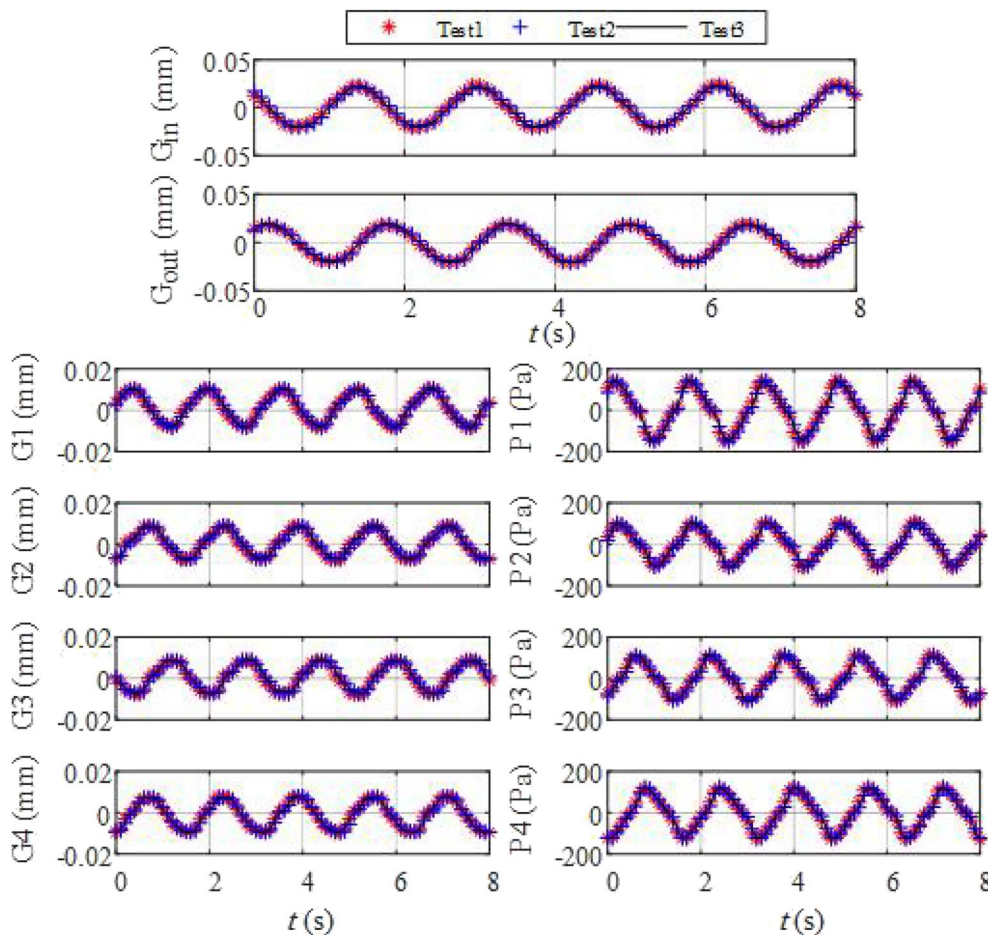 Test1 Test2 Test3
0.05
0
-0.05
G_in (mm)
0.05
0
-0.05
G_out (mm)
0 2 4 6 8
t (s)
0.02
0
-0.02
G1 (mm)
200
0
-200
P1 (Pa)
0.02
0
-0.02
G2 (mm)
200
0
-200
P2 (Pa)
0.02
0
-0.02
G3 (mm)
200
0
-200
P3 (Pa)
0.02
0
-0.02
G4 (mm)
200
0
-200
P4 (Pa)
0 2 4 6 8
0 2 4 6 8
t (s)
t (s)